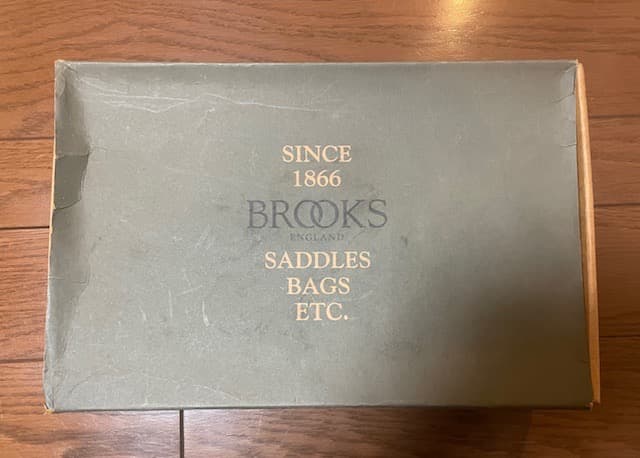 SINCE
1866
BROOKS
ENGLAND
SADDLES
BAGS
ETC.